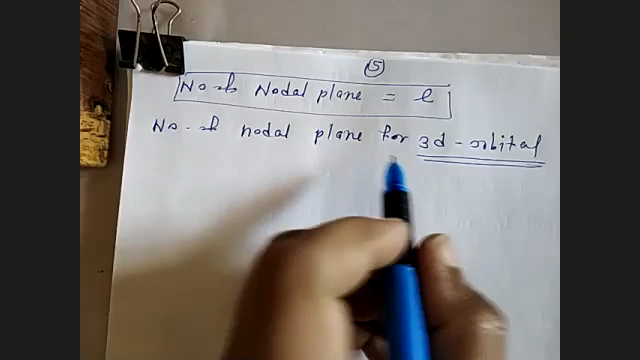 5
No. of Nodal plane = l
No. of nodal plane for 3d - orbital